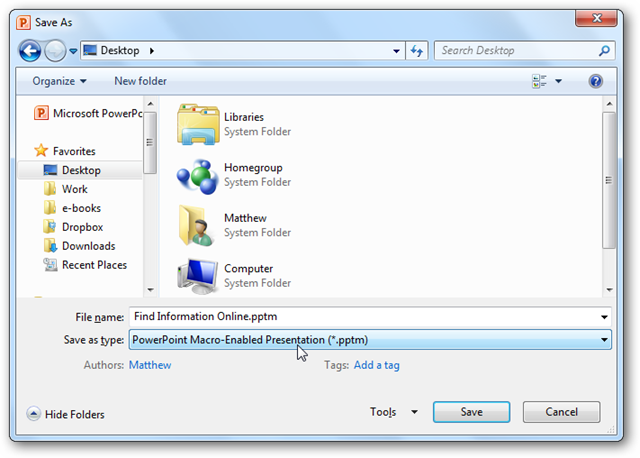 Save As
Desktop
Search Desktop
Organize
New folder
Microsoft PowerPo
Favorites
Desktop
Work
e-books
Dropbox
Downloads
Recent Places
Libraries
System Folder
Homegroup
System Folder
Matthew
System Folder
Computer
System Folder
File name: Find Information Online.pptm
Save as type: PowerPoint Macro-Enabled Presentation (*.pptm)
Authors: Matthew Tags: Add a tag
Hide Folders Tools Save Cancel